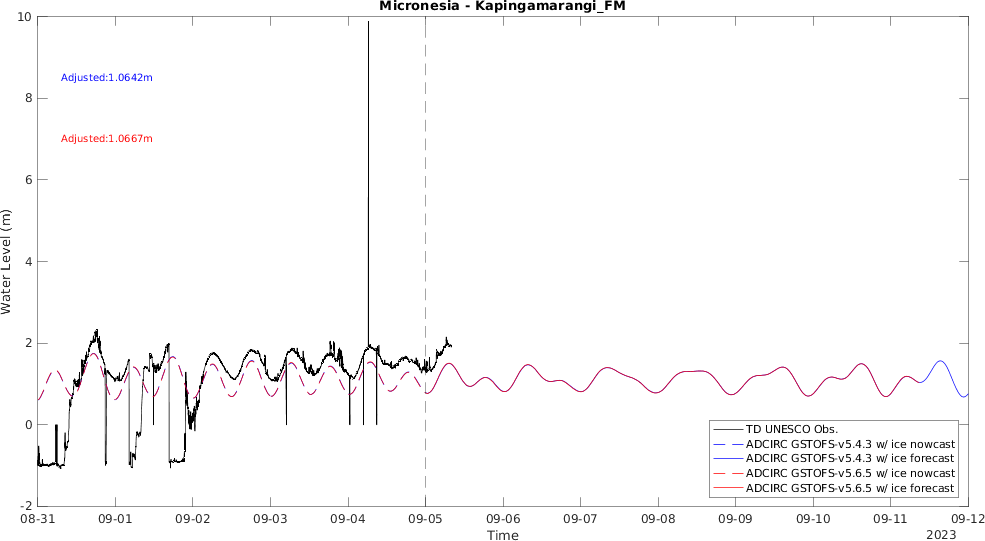 Micronesia - Kapingamarangi_FM
10
8
6
4
2
0
-2
Water Level (m)
Adjusted:1.0642m
Adjusted:1.0667m
TD UNESCO Obs.
ADCIRC GSTOFS-v5.4.3 w/ ice nowcast
ADCIRC GSTOFS-v5.4.3 w/ ice forecast
ADCIRC GSTOFS-v5.6.5 w/ ice nowcast
ADCIRC GSTOFS-v5.6.5 w/ ice forecast
08-31 09-01 09-02 09-03 09-04 09-05 09-06 09-07 09-08 09-09 09-10 09-11 09-12
Time
2023